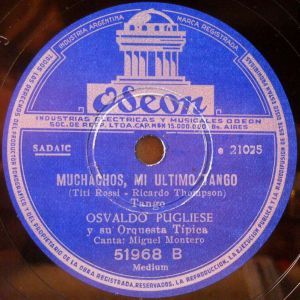 INDUSTRIA ARGENTINA
MARCA REGISTRADA
Odeon
INDUSTRIAS ELECTRICAS Y MUSICALES ODEON
SOC. DE RESP. LTDA. CAP. M$N 15.000.000 Bs. AIRES
SADAIC
21025
MUCHACHOS, MI ULTIMO TANGO
(Titi Rossi - Ricardo Thompson)
Tango
OSVALDO PUGLIESE
y su Orquesta Típica
Canta: Miguel Montero
51968 B
Medium